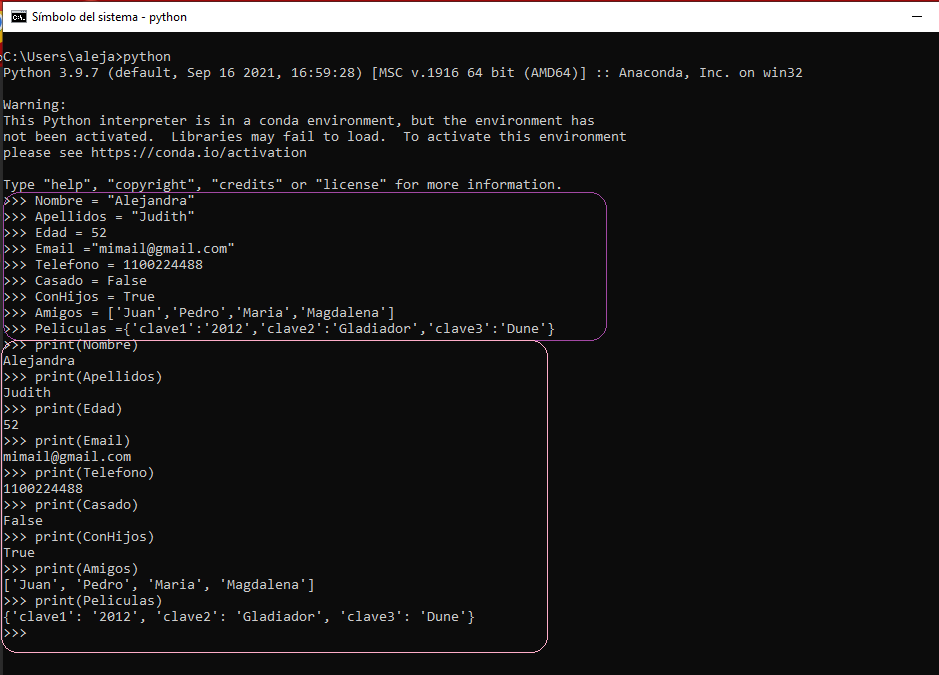 Símbolo del sistema - python
C:\Users\aleja>python
Python 3.9.7 (default, Sep 16 2021, 16:59:28) [MSC v.1916 64 bit (AMD64)] :: Anaconda, Inc. on win32
Warning:
This Python interpreter is in a conda environment, but the environment has
not been activated.  Libraries may fail to load.  To activate this environment
please see https://conda.io/activation
Type "help", "copyright", "credits" or "license" for more information.
>>> Nombre = "Alejandra"
>>> Apellidos = "Judith"
>>> Edad = 52
>>> Email ="mimail@gmail.com"
>>> Telefono = 1100224488
>>> Casado = False
>>> ConHijos = True
>>> Amigos = ['Juan','Pedro','Maria','Magdalena']
>>> Peliculas ={'clave1':'2012','clave2':'Gladiador','clave3':'Dune'}
>>> print(Nombre)
Alejandra
>>> print(Apellidos)
Judith
>>> print(Edad)
52
>>> print(Email)
mimail@gmail.com
>>> print(Telefono)
1100224488
>>> print(Casado)
False
>>> print(ConHijos)
True
>>> print(Amigos)
['Juan', 'Pedro', 'Maria', 'Magdalena']
>>> print(Peliculas)
{'clave1': '2012', 'clave2': 'Gladiador', 'clave3': 'Dune'}
>>>